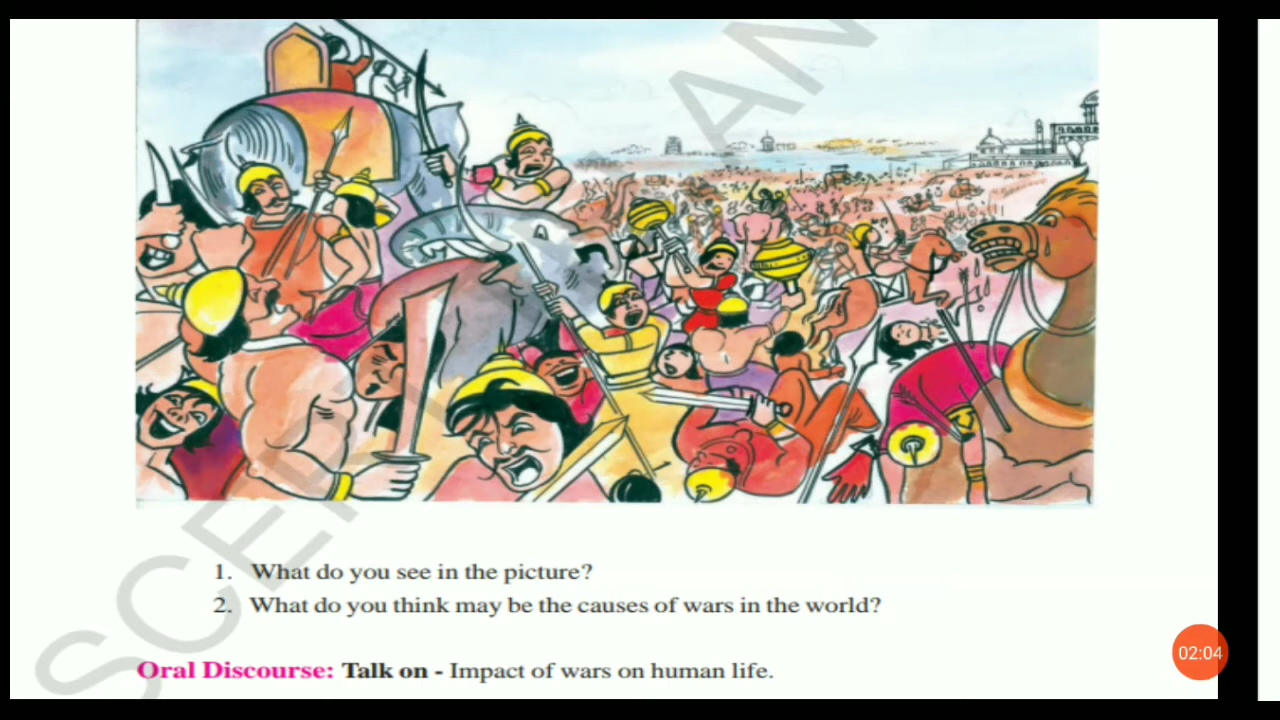 1. What do you see in the picture?
2. What do you think may be the causes of wars in the world?
Oral Discourse: Talk on - Impact of wars on human life.
02:04